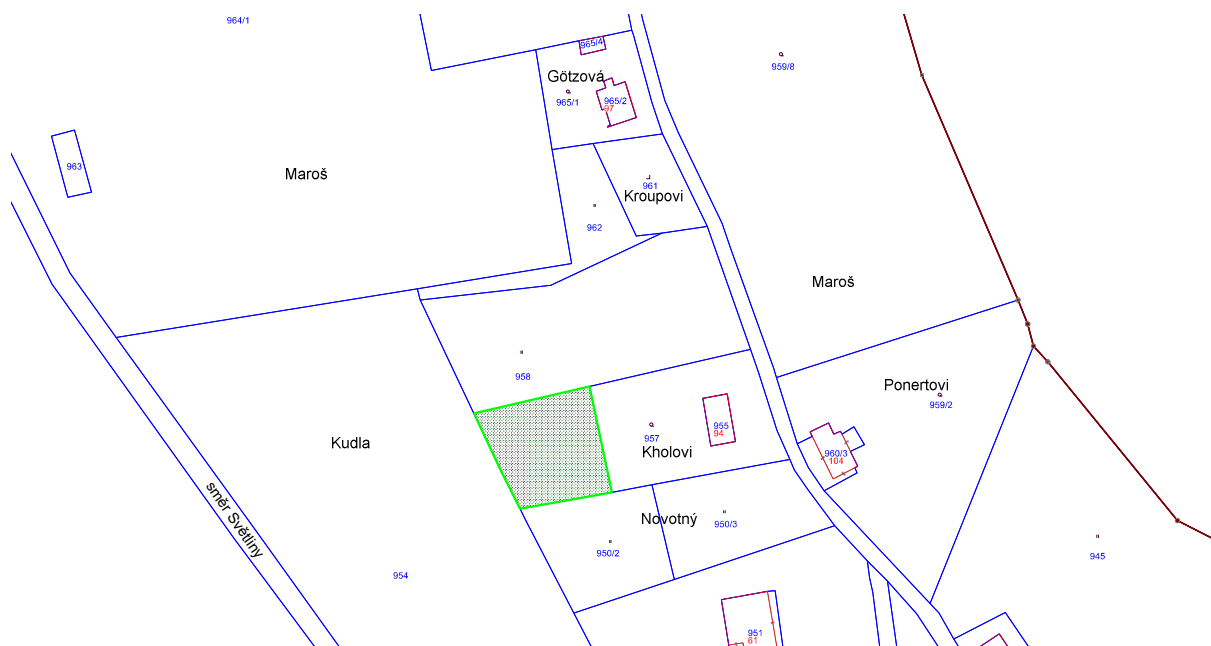 964/1
965/4
959/8
Götzová
965/1
965/2
97
963
Maroš
961
Kroupovi
962
Maroš
958
Ponertovi
959/2
957
955
94
Kudla
Kholovi
960/3
104
směr Světliny
Novotný
950/3
950/2
945
954
951
61